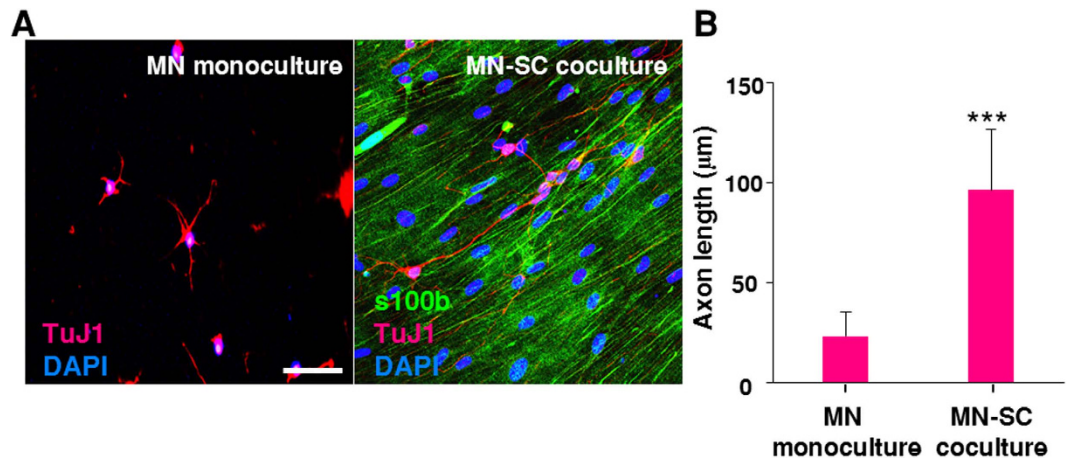 A
MN monoculture
TuJ1
DAPI
MN-SC coculture
s100b
TuJ1
DAPI
B
Axon length (μm)
150
100
50
0
***
MN
monoculture
MN-SC
coculture